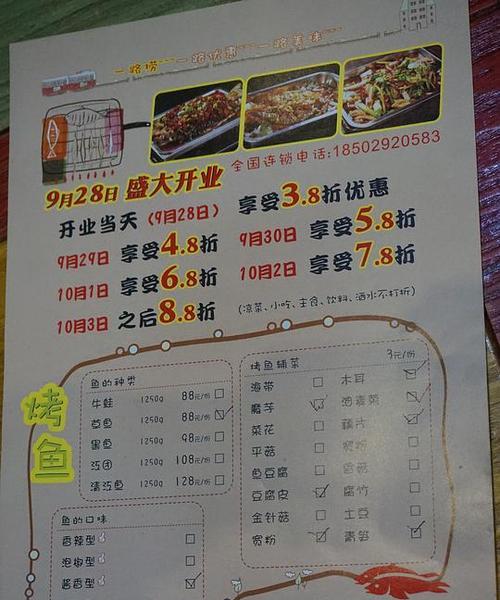 一路捞 一路优惠 一路美味
全国连锁电话:18502920583
9月28日 盛大开业
开业当天(9月28日) 享受3.8折优惠
9月29日 享受4.8折 9月30日 享受5.8折
10月1日 享受6.8折 10月2日 享受7.8折
10月3日 之后8.8折 (凉菜、小吃、主食、饮料、酒水不打折)
烤鱼
鱼的种类
牛蛙 1250g 88元/份
草鱼 1250g 88元/份
黑鱼 1250g 98元/份
江团 1250g 108元/份
清江鱼 1250g 128元/份
鱼的口味
香辣型
泡椒型
酱香型
烤鱼辅菜 3元/份
海带 木耳
魔芋 油麦菜
菜花 藕片
平菇 宽粉
鱼豆腐 香菇
豆腐皮 腐竹
金针菇 土豆
宽粉 青笋